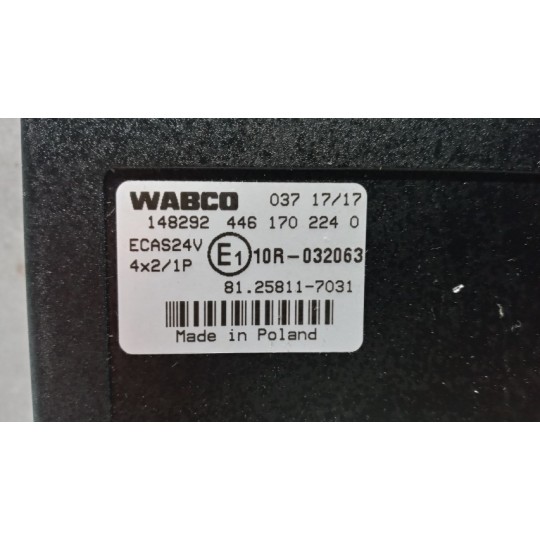 WABCO 037 17/17
148292 446 170 224 0
ECAS24V E1 10R-032063
4x2/1P
81.25811-7031
Made in Poland